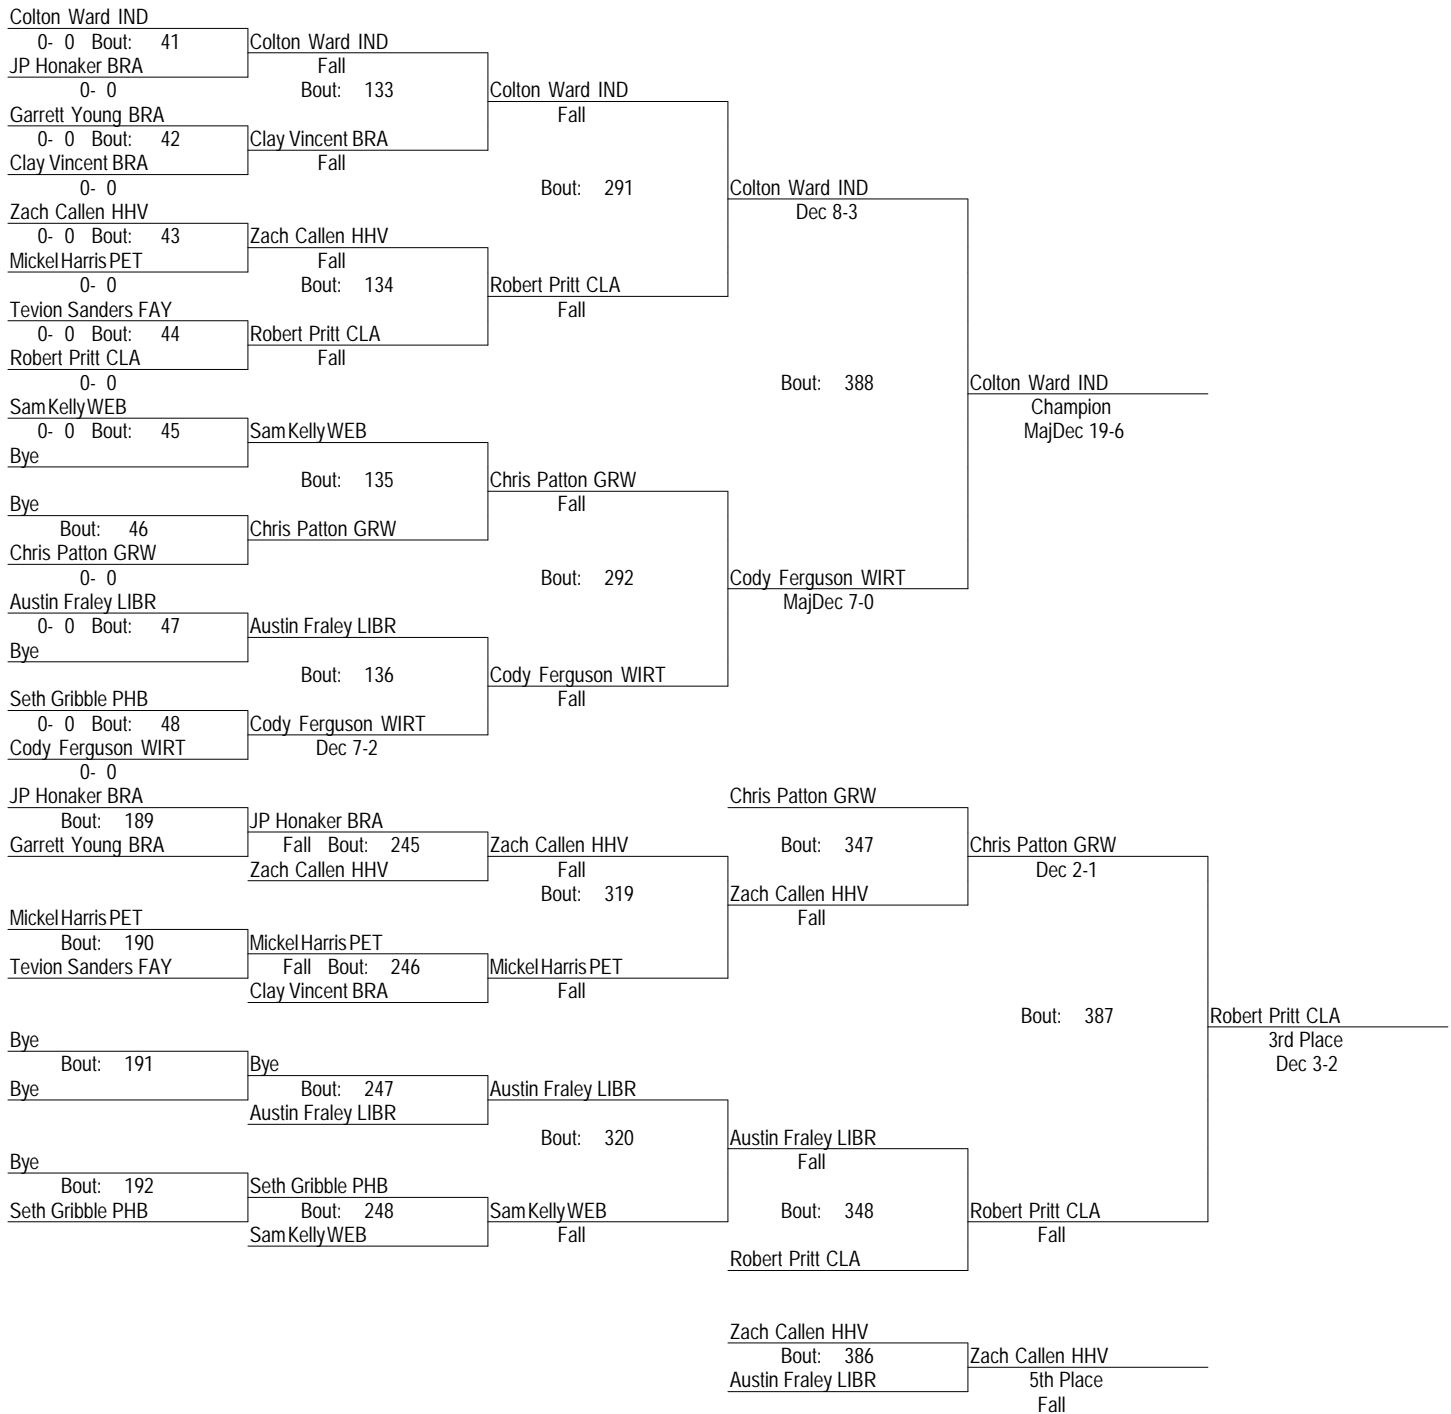 Colton Ward IND
0- 0 Bout: 41
Colton Ward IND
JP Honaker BRA
Fall
0- 0
Bout: 133
Colton Ward IND
Garrett Young BRA
Fall
0- 0 Bout: 42
Clay Vincent BRA
Clay Vincent BRA
Fall
0- 0
Bout: 291
Colton Ward IND
Zach Callen HHV
Dec 8-3
0- 0 Bout: 43
Zach Callen HHV
Mickel Harris PET
Fall
0- 0
Bout: 134
Robert Pritt CLA
Tevion Sanders FAY
Fall
0- 0 Bout: 44
Robert Pritt CLA
Robert Pritt CLA
Fall
0- 0
Bout: 388
Colton Ward IND
Sam Kelly WEB
Champion
0- 0 Bout: 45
Sam Kelly WEB
MajDec 19-6
Bye
Bout: 135
Chris Patton GRW
Bye
Fall
Bout: 46
Chris Patton GRW
Chris Patton GRW
0- 0
Bout: 292
Cody Ferguson WIRT
Austin Fraley LIBR
MajDec 7-0
0- 0 Bout: 47
Austin Fraley LIBR
Bye
Bout: 136
Cody Ferguson WIRT
Seth Gribble PHB
Fall
0- 0 Bout: 48
Cody Ferguson WIRT
Cody Ferguson WIRT
Dec 7-2
0- 0
JP Honaker BRA
Chris Patton GRW
Bout: 189
JP Honaker BRA
Garrett Young BRA
Fall Bout: 245
Zach Callen HHV
Bout: 347
Chris Patton GRW
Zach Callen HHV
Fall
Dec 2-1
Bout: 319
Zach Callen HHV
Mickel Harris PET
Fall
Bout: 190
Mickel Harris PET
Tevion Sanders FAY
Fall Bout: 246
Mickel Harris PET
Clay Vincent BRA
Fall
Bout: 387
Robert Pritt CLA
Bye
3rd Place
Bout: 191
Bye
Dec 3-2
Bye
Bout: 247
Austin Fraley LIBR
Austin Fraley LIBR
Bout: 320
Austin Fraley LIBR
Bye
Fall
Bout: 192
Seth Gribble PHB
Seth Gribble PHB
Bout: 248
Sam Kelly WEB
Bout: 348
Robert Pritt CLA
Sam Kelly WEB
Fall
Fall
Robert Pritt CLA
Zach Callen HHV
Bout: 386
Zach Callen HHV
Austin Fraley LIBR
5th Place
Fall